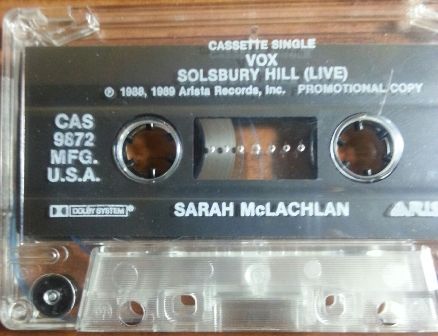 CASSETTE SINGLE
VOX
SOLSBURY HILL (LIVE)
℗ 1988, 1989 Arista Records, Inc. PROMOTIONAL COPY
CAS
9872
MFG.
U.S.A.
DOLBY SYSTEM®
SARAH McLACHLAN
ARIS